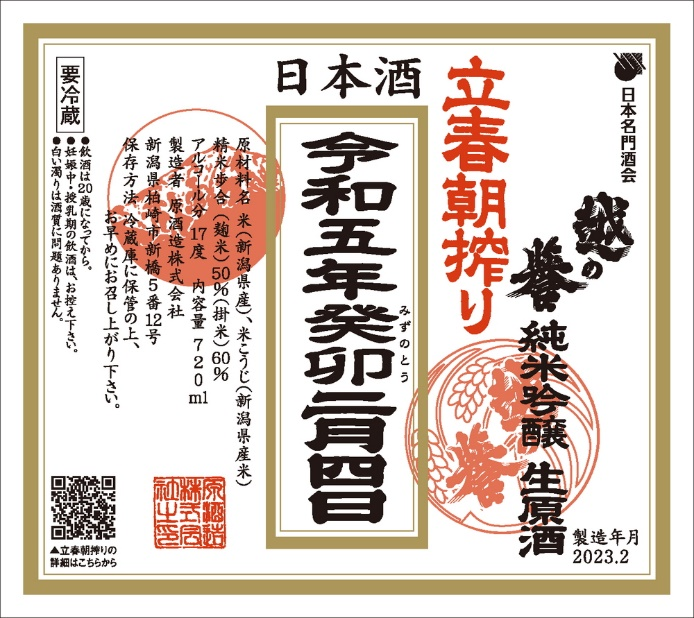 日本名門酒会
越の誉
純米吟醸 生原酒
製造年月
2023.2
立春朝搾り
日本酒
令和五年癸卯二月四日
みずのとう
原材料名 米(新潟県産)、米こうじ(新潟県産米)
精米歩合 (麹米)50%(掛米)60%
アルコール分 17度 内容量 720ml
製造者 原酒造株式会社
新潟県柏崎市新橋5番12号
保存方法 冷蔵庫に保管の上、
お早めにお召し上がり下さい。
要冷蔵
●飲酒は20歳になってから。
●妊娠中・授乳期の飲酒は、お控え下さい。
●白い濁りは酒質に問題ありません。
原酒造
株式会
社之印
▲立春朝搾りの
詳細はこちらから